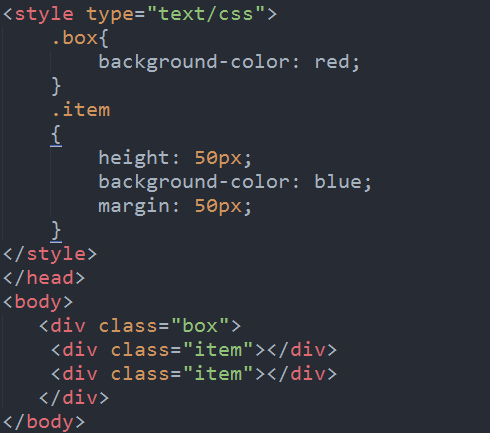 <style type="text/css">
    .box{
        background-color: red;
    }
    .item
    {
        height: 50px;
        background-color: blue;
        margin: 50px;
    }
</style>
</head>
<body>
   <div class="box">
    <div class="item"></div>
    <div class="item"></div>
   </div>
</body>